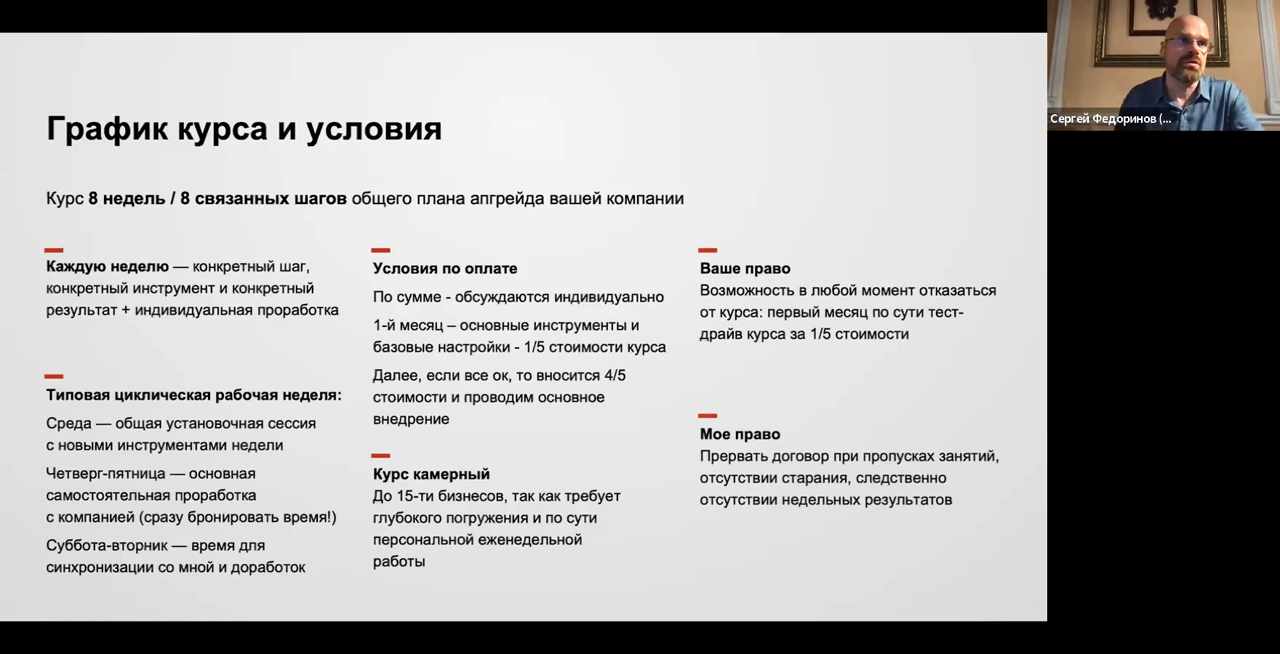 График курса и условия
Курс 8 недель / 8 связанных шагов общего плана апгрейда вашей компании
Каждую неделю — конкретный шаг,
конкретный инструмент и конкретный
результат + индивидуальная проработка
Типовая циклическая рабочая неделя:
Среда — общая установочная сессия
с новыми инструментами недели
Четверг-пятница — основная
самостоятельная проработка
с компанией (сразу бронировать время!)
Суббота-вторник — время для
синхронизации со мной и доработок
Условия по оплате
По сумме - обсуждаются индивидуально
1-й месяц – основные инструменты и
базовые настройки - 1/5 стоимости курса
Далее, если все ок, то вносится 4/5
стоимости и проводим основное
внедрение
Курс камерный
До 15-ти бизнесов, так как требует
глубокого погружения и по сути
персональной еженедельной
работы
Ваше право
Возможность в любой момент отказаться
от курса: первый месяц по сути тест-
драйв курса за 1/5 стоимости
Мое право
Прервать договор при пропусках занятий,
отсутствии старания, следственно
отсутствии недельных результатов
Сергей Федоринов (...